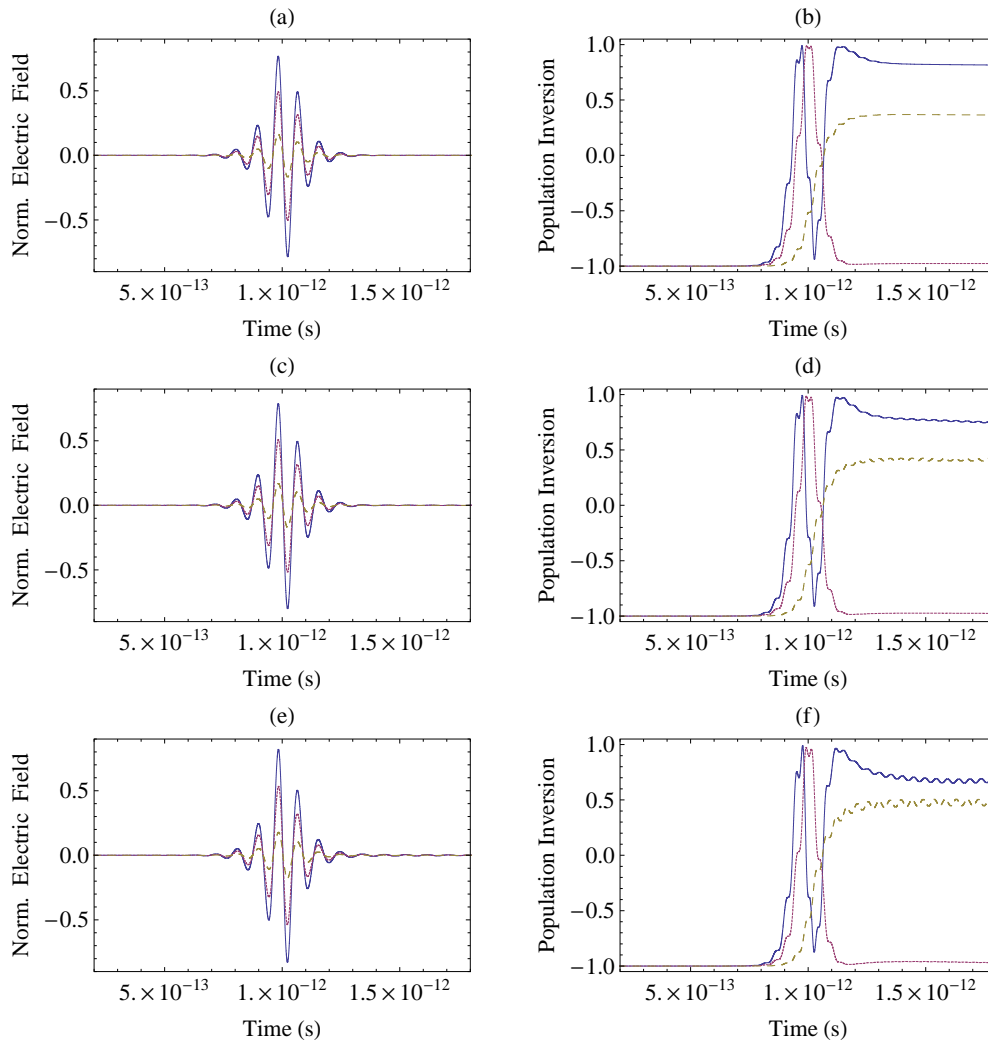 (a)
Norm. Electric Field
0.5
0.0
−0.5
5.×10⁻¹³
1.×10⁻¹²
1.5×10⁻¹²
Time (s)
(b)
Population Inversion
1.0
0.5
0.0
−0.5
−1.0
5.×10⁻¹³
1.×10⁻¹²
1.5×10⁻¹²
Time (s)
(c)
Norm. Electric Field
0.5
0.0
−0.5
5.×10⁻¹³
1.×10⁻¹²
1.5×10⁻¹²
Time (s)
(d)
Population Inversion
1.0
0.5
0.0
−0.5
−1.0
5.×10⁻¹³
1.×10⁻¹²
1.5×10⁻¹²
Time (s)
(e)
Norm. Electric Field
0.5
0.0
−0.5
5.×10⁻¹³
1.×10⁻¹²
1.5×10⁻¹²
Time (s)
(f)
Population Inversion
1.0
0.5
0.0
−0.5
−1.0
5.×10⁻¹³
1.×10⁻¹²
1.5×10⁻¹²
Time (s)